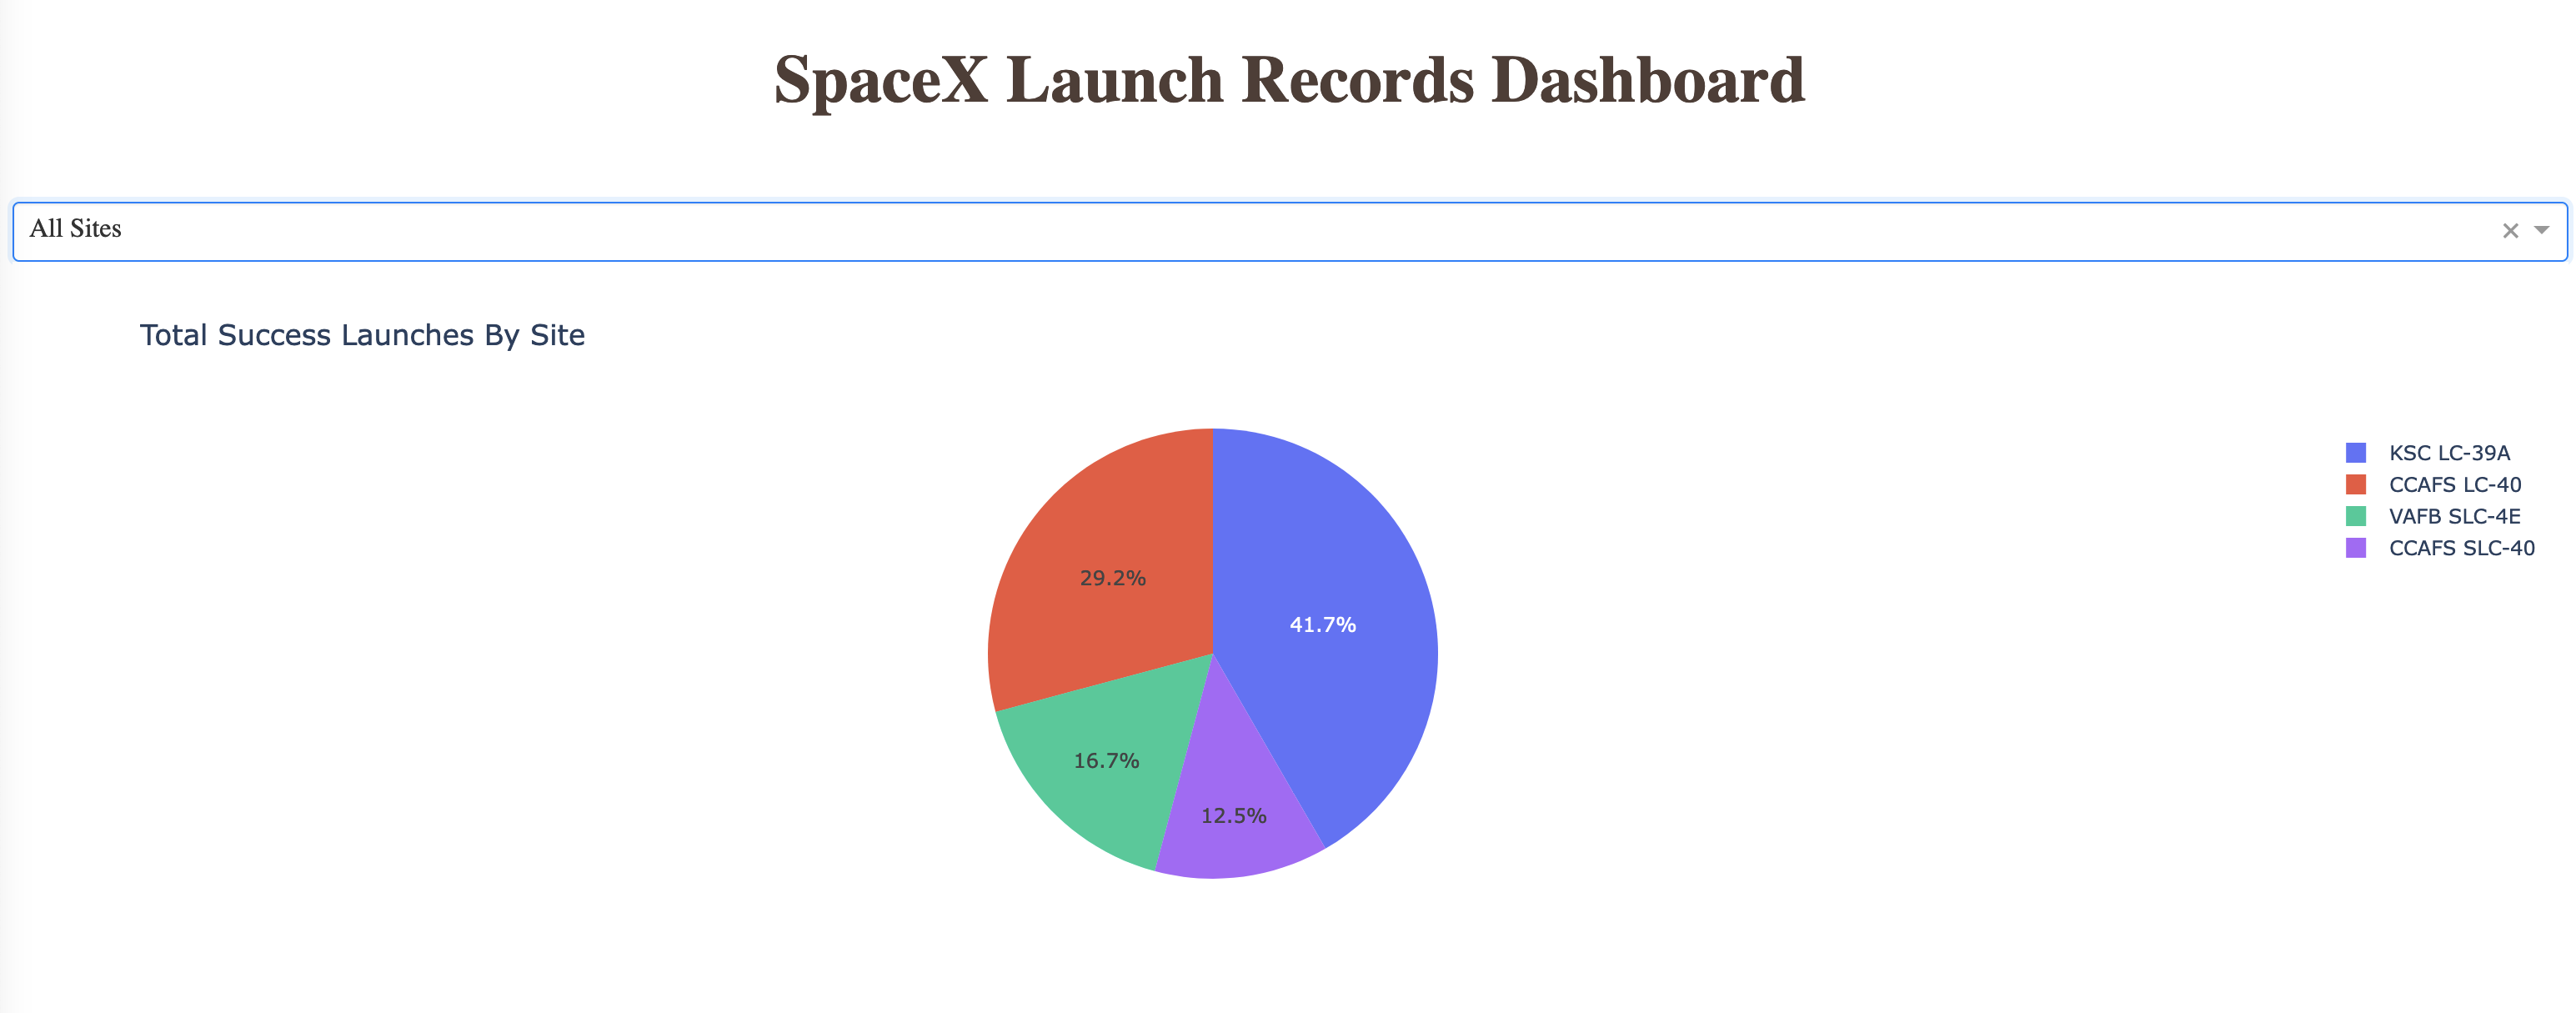 SpaceX Launch Records Dashboard
All Sites
Total Success Launches By Site
KSC LC-39A
CCAFS LC-40
VAFB SLC-4E
CCAFS SLC-40
29.2%
41.7%
16.7%
12.5%